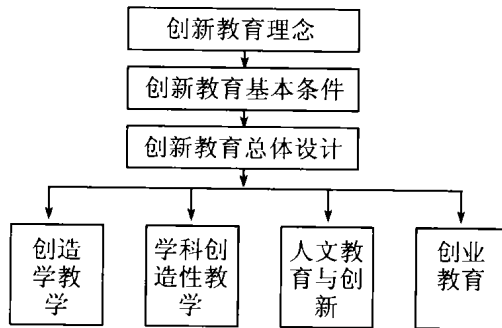 创新教育理念
创新教育基本条件
创新教育总体设计
创造
学教
学
学科创
造性教
学
人文教
育与创
新
创业
教育